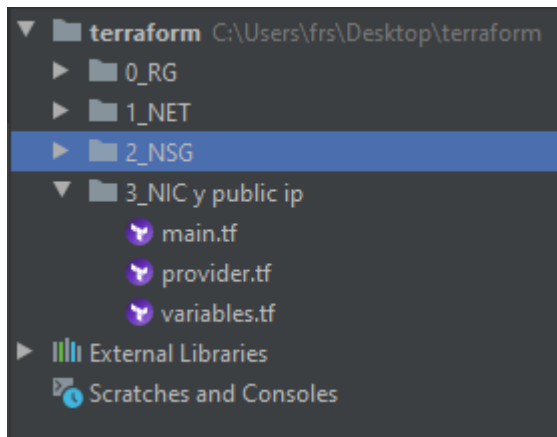 terraform C:\Users\frs\Desktop\terraform
0_RG
1_NET
2_NSG
3_NIC y public ip
main.tf
provider.tf
variables.tf
External Libraries
Scratches and Consoles